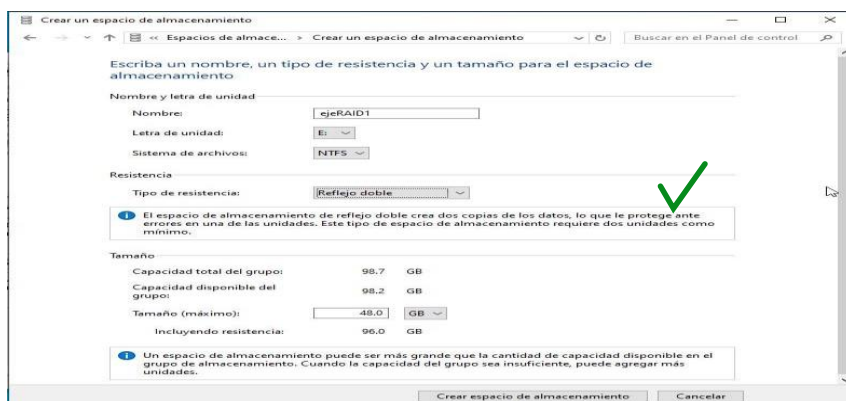 Crear un espacio de almacenamiento
« Espacios de almace... > Crear un espacio de almacenamiento
Buscar en el Panel de control
Escriba un nombre, un tipo de resistencia y un tamaño para el espacio de
almacenamiento
Nombre y letra de unidad
Nombre: ejeRAID1
Letra de unidad: E:
Sistema de archivos: NTFS
Resistencia
Tipo de resistencia: Reflejo doble
El espacio de almacenamiento de reflejo doble crea dos copias de los datos, lo que le protege ante
errores en una de las unidades. Este tipo de espacio de almacenamiento requiere dos unidades como
mínimo.
Tamaño
Capacidad total del grupo: 98.7 GB
Capacidad disponible del
grupo: 98.2 GB
Tamaño (máximo): 48.0 GB
Incluyendo resistencia: 96.0 GB
Un espacio de almacenamiento puede ser más grande que la cantidad de capacidad disponible en el
grupo de almacenamiento. Cuando la capacidad del grupo sea insuficiente, puede agregar más
unidades.
Crear espacio de almacenamiento Cancelar